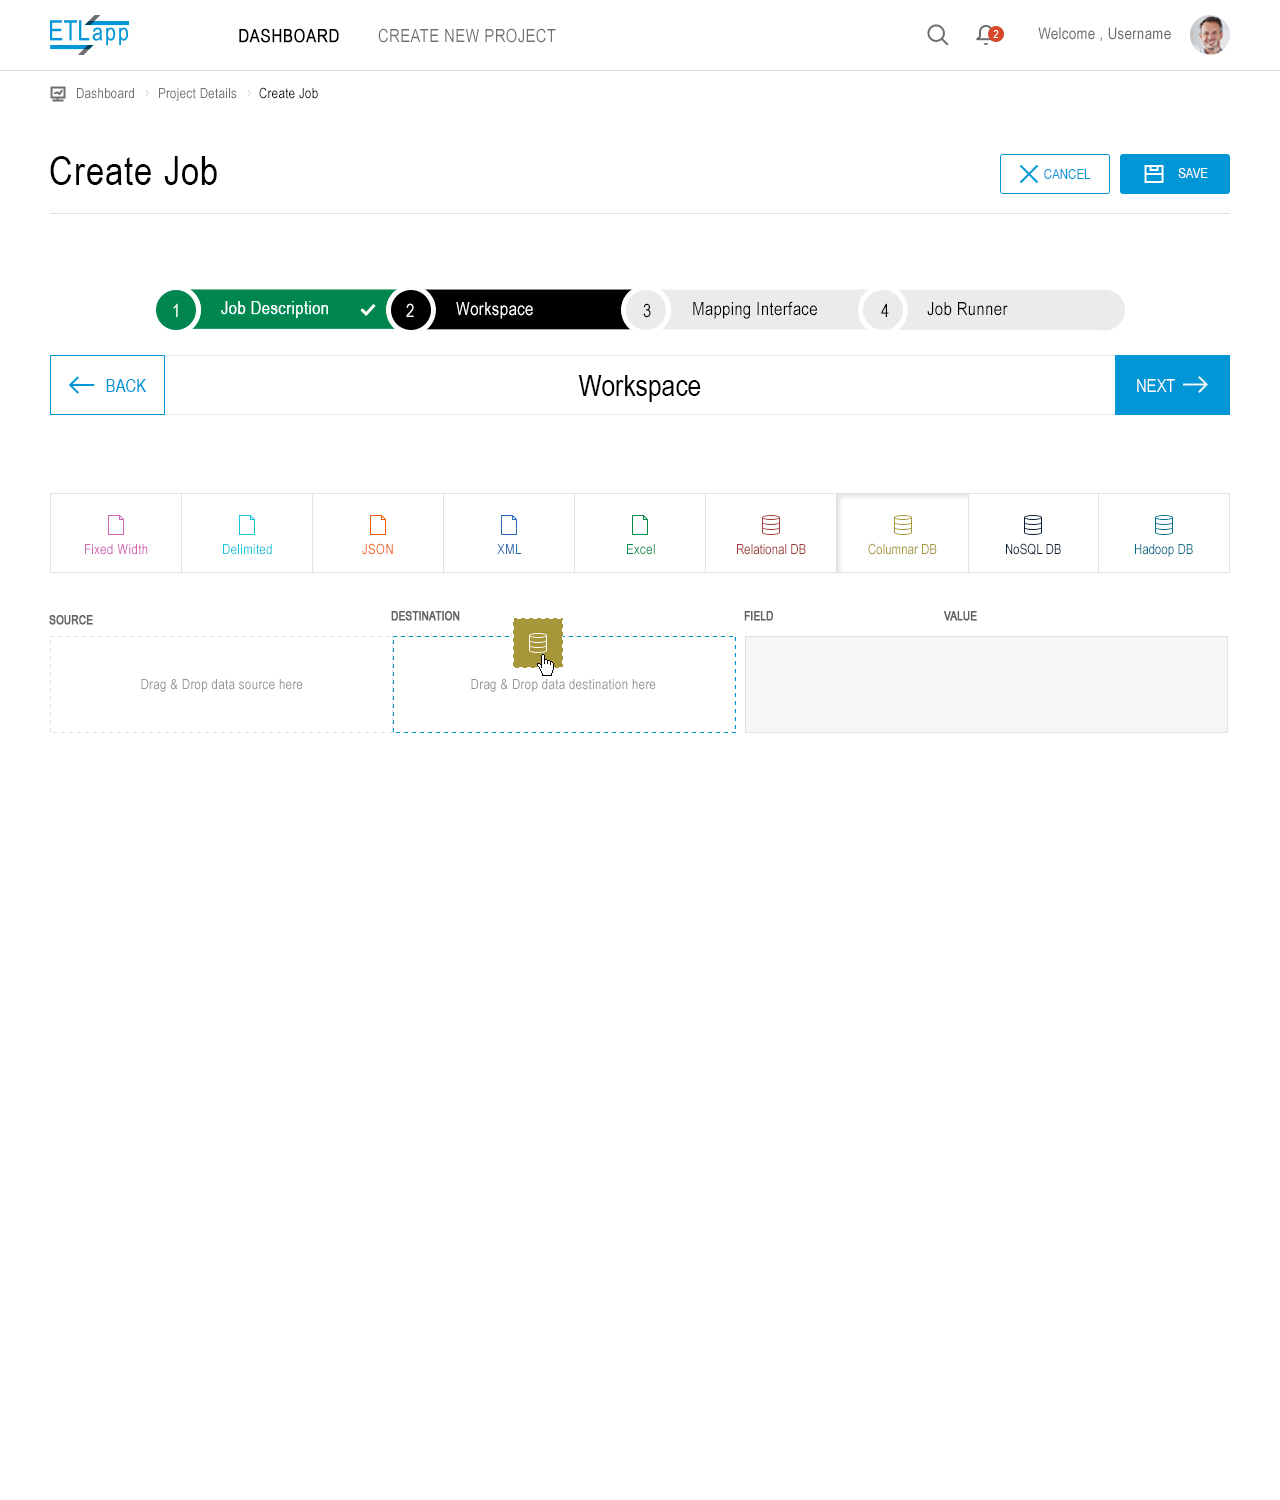 ETLapp
DASHBOARD CREATE NEW PROJECT
2
Welcome , Username
Dashboard › Project Details › Create Job
Create Job
CANCEL
SAVE
1 Job Description
2 Workspace
3 Mapping Interface
4 Job Runner
BACK
Workspace
NEXT
Fixed Width
Delimited
JSON
XML
Excel
Relational DB
Columnar DB
NoSQL DB
Hadoop DB
SOURCE
DESTINATION
FIELD
VALUE
Drag & Drop data source here
Drag & Drop data destination here